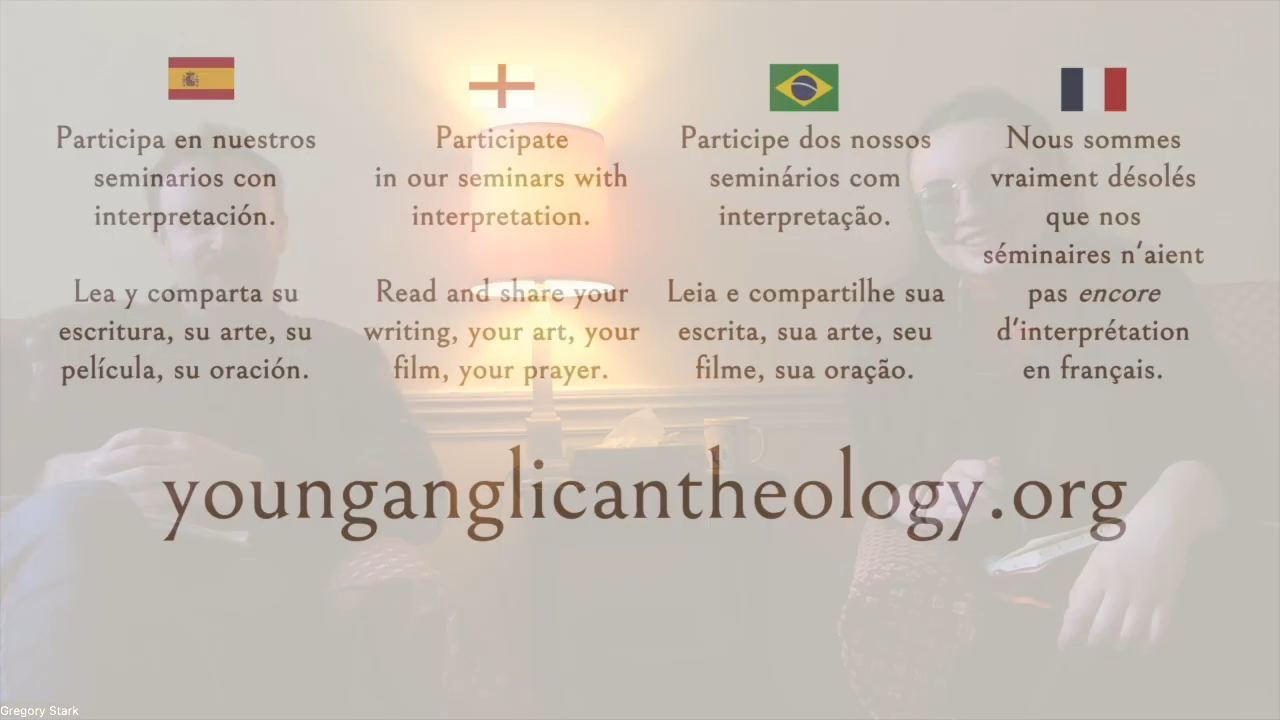 Participa en nuestros
seminarios con
interpretación.
Lea y comparta su
escritura, su arte, su
película, su oración.
Participate
in our seminars with
interpretation.
Read and share your
writing, your art, your
film, your prayer.
Participe dos nossos
seminários com
interpretação.
Leia e compartilhe sua
escrita, sua arte, seu
filme, sua oração.
Nous sommes
vraiment désolés
que nos
séminaires n'aient
pas encore
d'interprétation
en français.
younganglicantheology.org
Gregory Stark